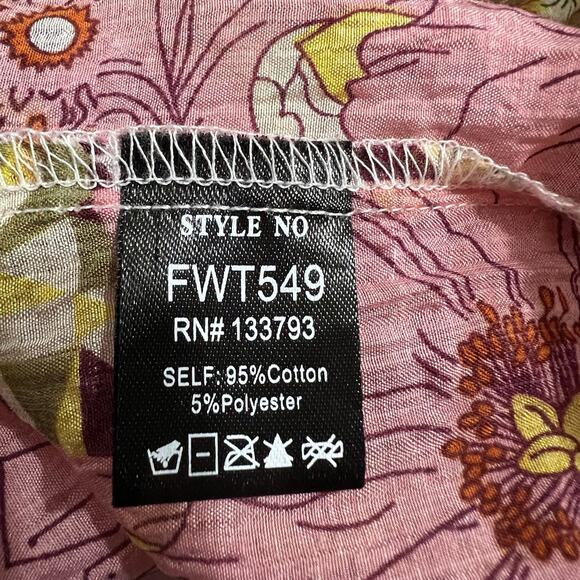 STYLE NO
FWT549
RN# 133793
SELF: 95%Cotton
5%Polyester